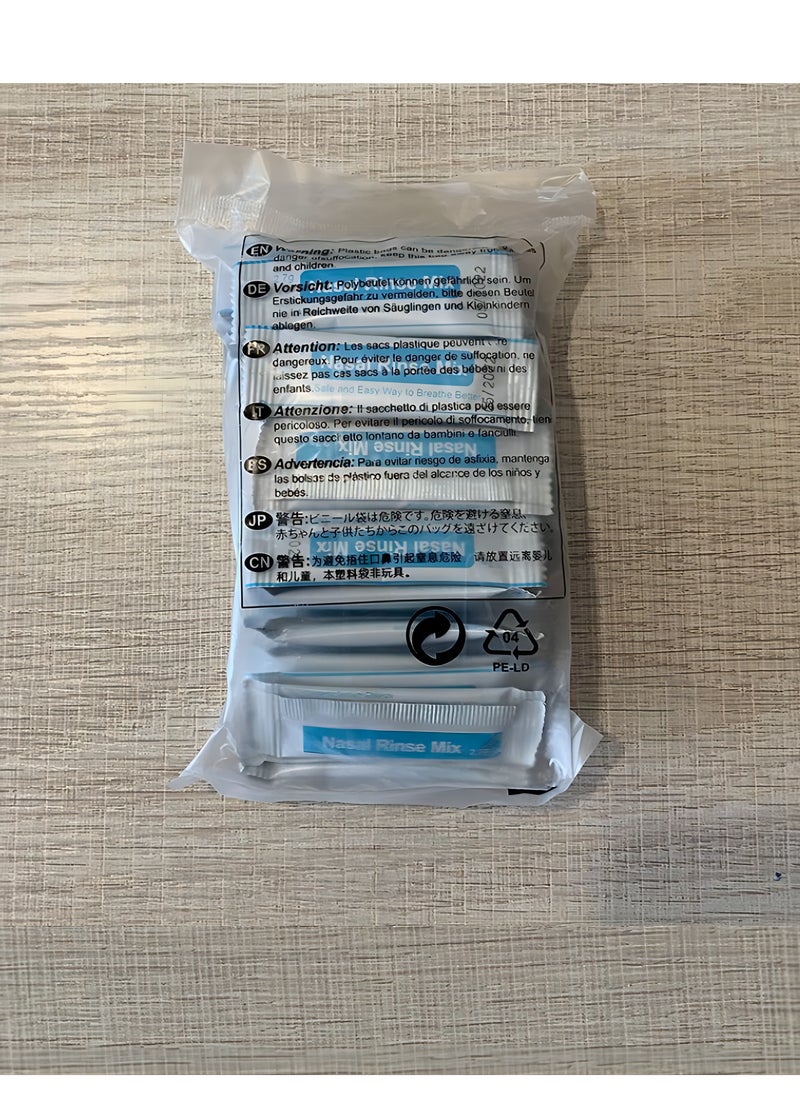 EN Warning: Plastic bags can be
danger of suffocation, keep this bag away from babies
and children.
2.7g
Nasal Rinse Mix
DE Vorsicht: Polybeutel können gefährlich sein. Um
Erstickungsgefahr zu vermeiden, bitte diesen Beutel
nie in Reichweite von Säuglingen und Kleinkindern
ablegen.
FR Attention: Les sacs plastique peuvent être
dangereux. Pour éviter le danger de suffocation, ne
laissez pas ces sacs à la portée des bébés ni des
enfants.
Nasal Rinse Mix
Safe and Easy Way to Breathe Better
IT Attenzione: Il sacchetto di plastica può essere
pericoloso. Per evitare il pericolo di soffocamento, tieni
questo sacchetto lontano da bambini e fanciulli.
Nasal Rinse Mix
ES Advertencia: Para evitar riesgo de asfixia, mantenga
las bolsas de plástico fuera del alcance de los niños y
bebés.
JP 警告:ビニール袋は危険です。危険を避ける窒息、
赤ちゃんと子供たちからこのバッグを遠ざけてください。
Nasal Rinse Mix
CN 警告:为避免捂住口鼻引起窒息危险 请放置远离婴儿
和儿童，本塑料袋非玩具。
04
PE-LD
Nasal Rinse Mix